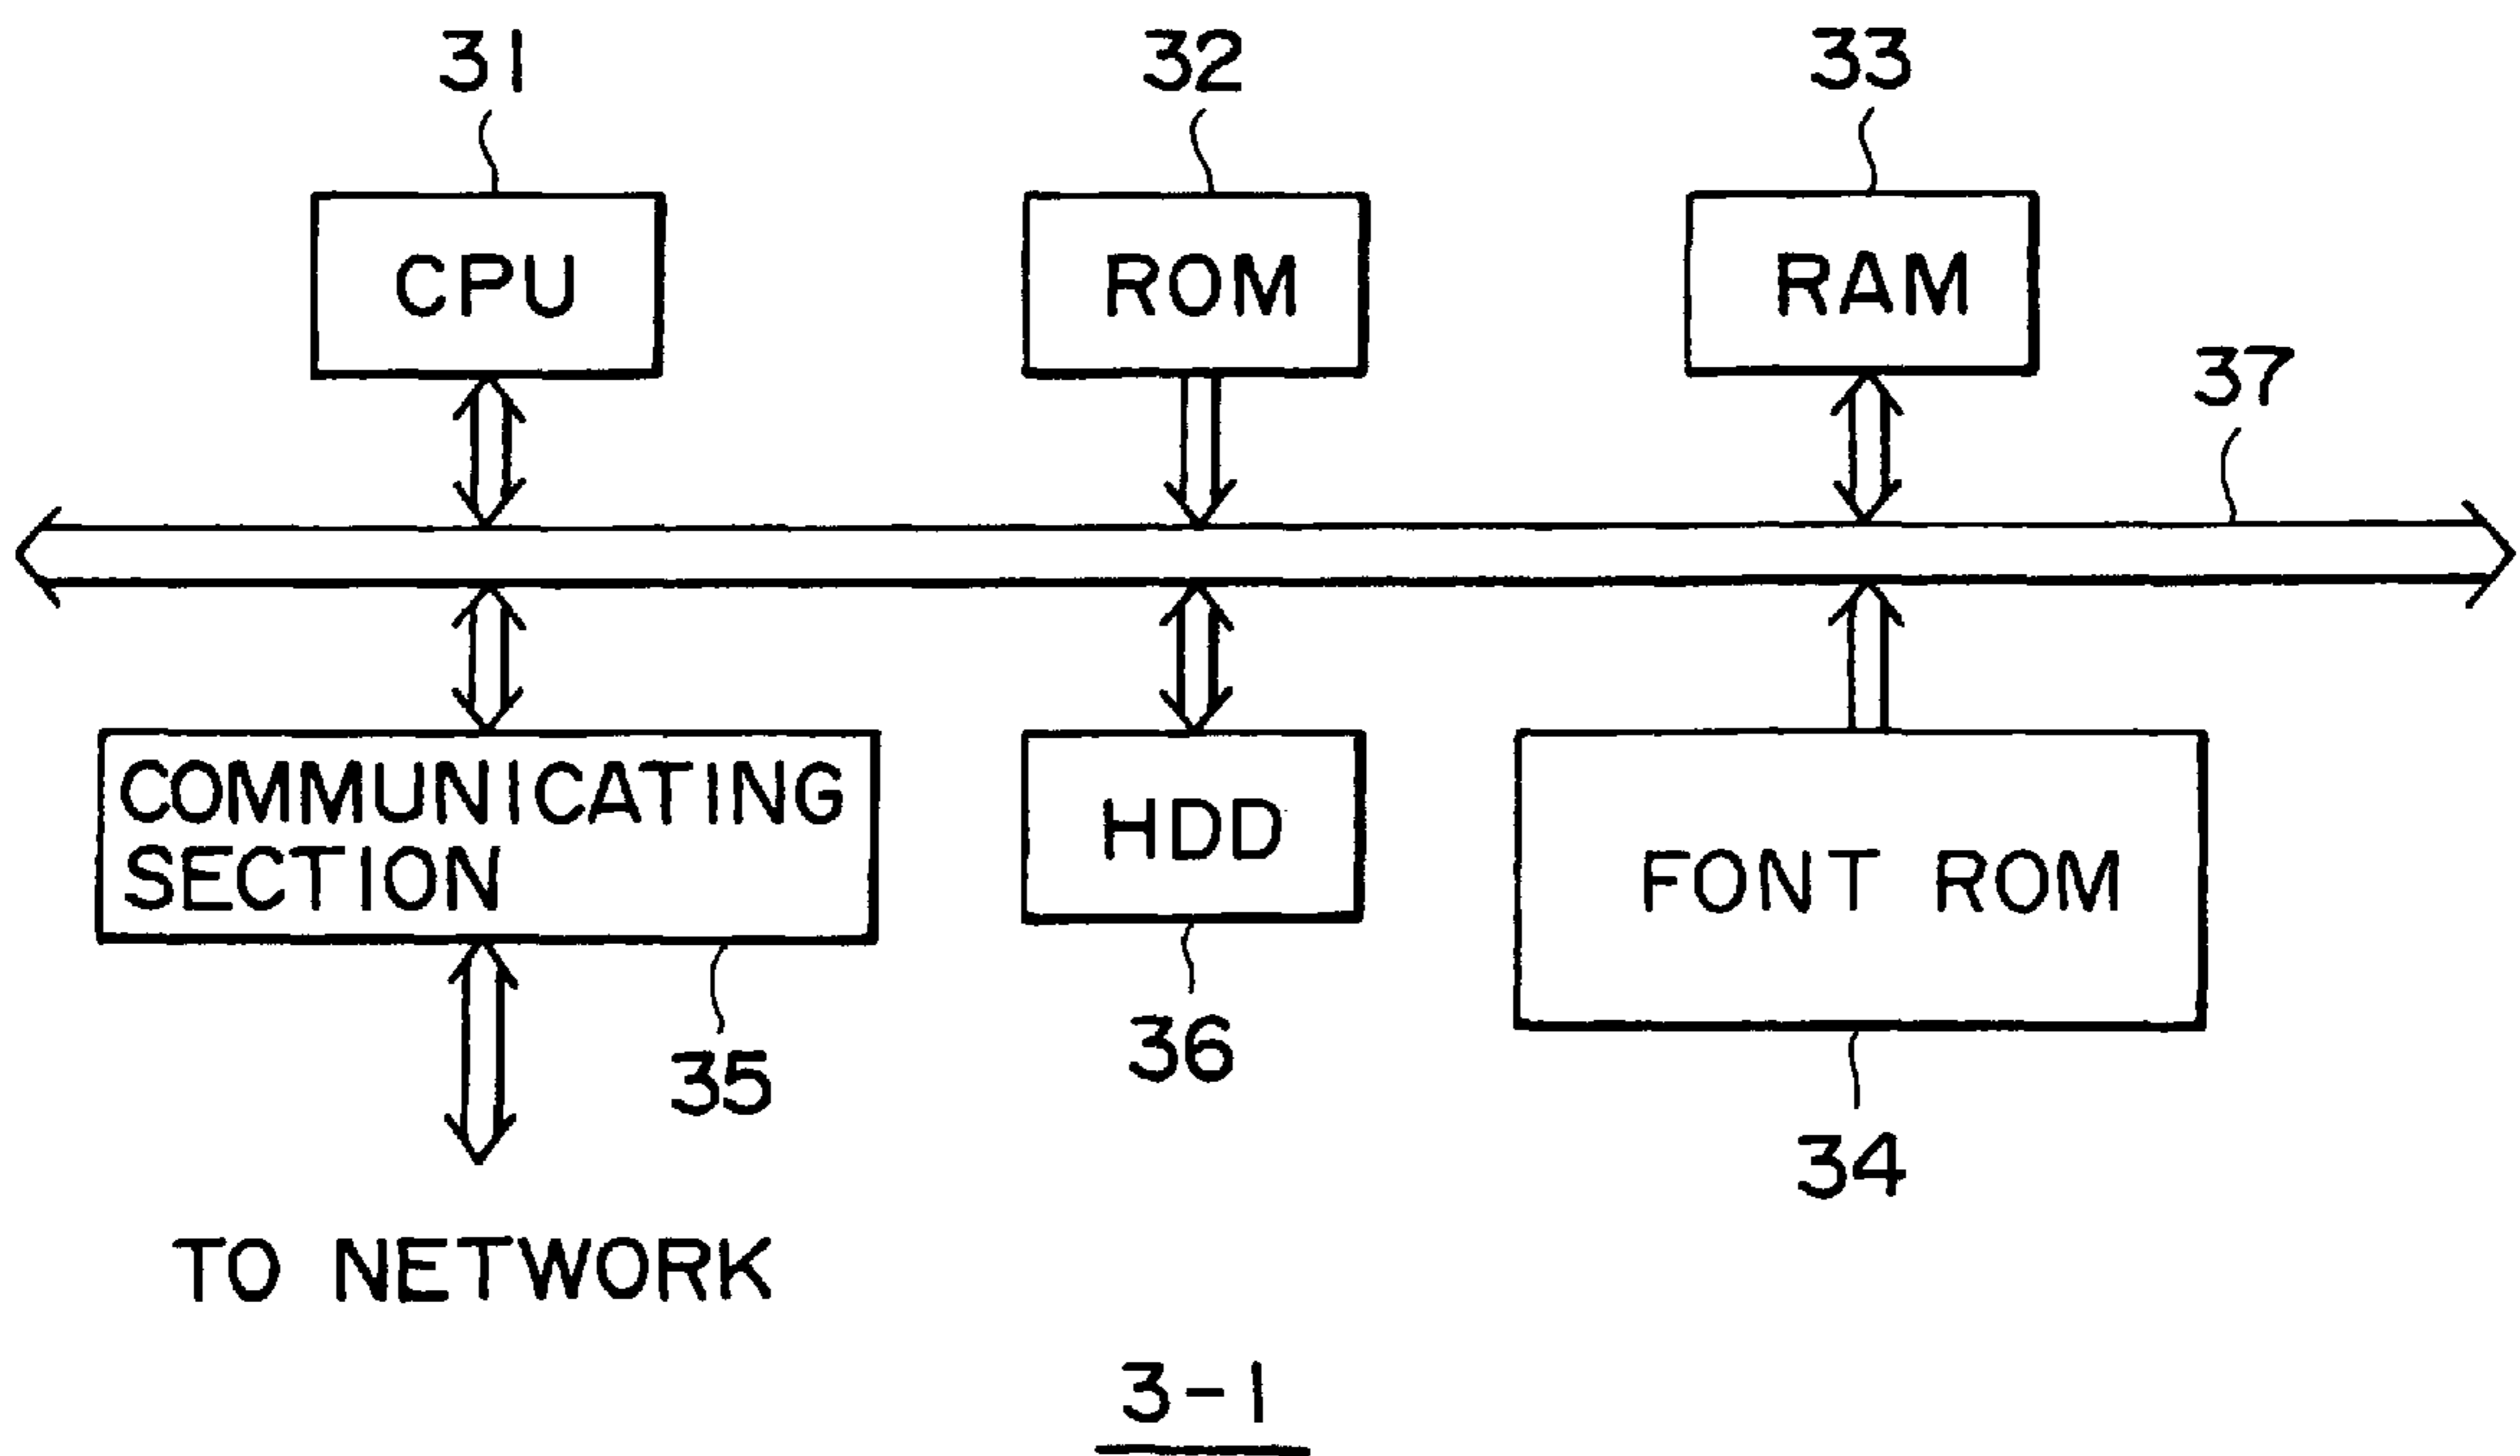 31
32
33
CPU
ROM
RAM
37
COMMUNICATING
SECTION
HDD
FONT ROM
35
36
34
TO NETWORK
3-1